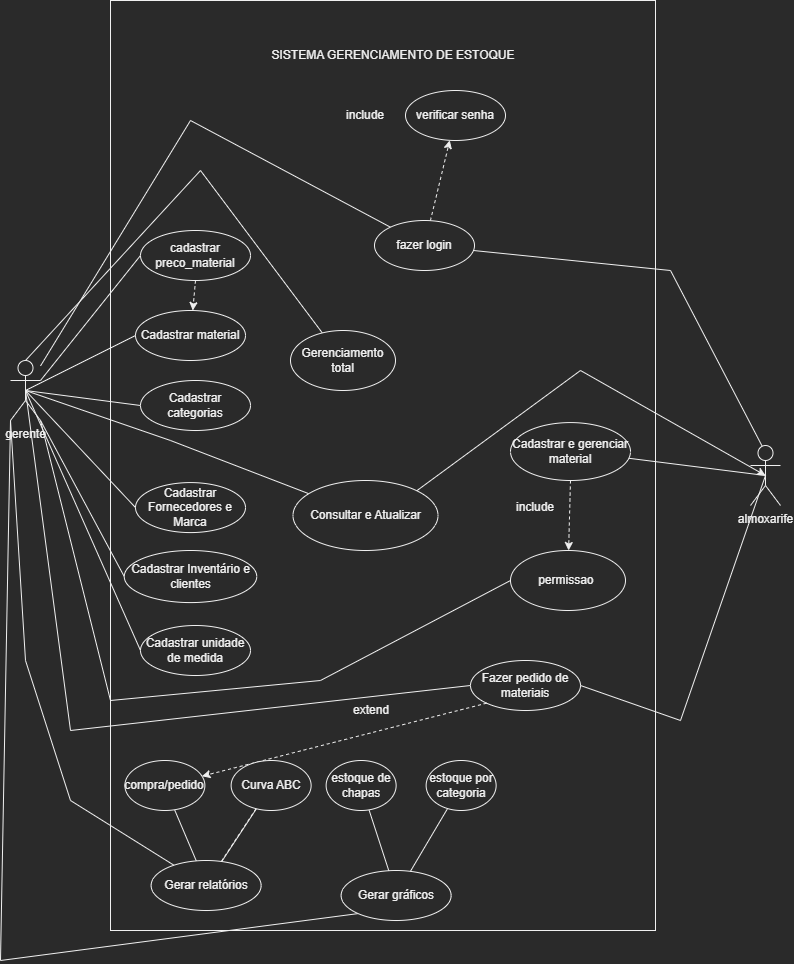 SISTEMA GERENCIAMENTO DE ESTOQUE
include
verificar senha
fazer login
cadastrar
preco_material
Cadastrar material
Gerenciamento
total
Cadastrar
categorias
gerente
Cadastrar e gerenciar
material
Cadastrar
Fornecedores e
Marca
Consultar e Atualizar
include
almoxarife
Cadastrar Inventário e
clientes
permissao
Cadastrar unidade
de medida
Fazer pedido de
materiais
extend
compra/pedido
Curva ABC
estoque de
chapas
estoque por
categoria
Gerar relatórios
Gerar gráficos